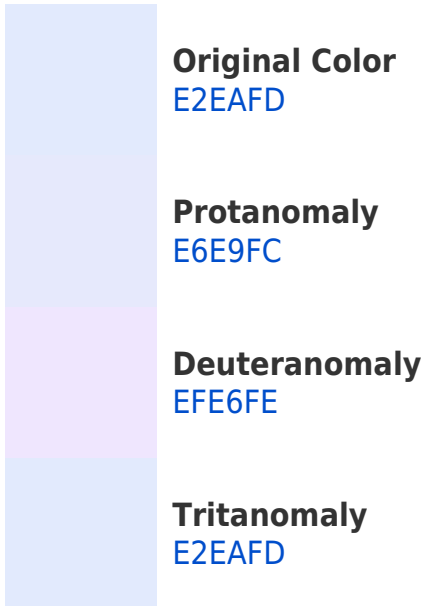 Original Color
E2EAFD
Protanomaly
E6E9FC
Deuteranomaly
EFE6FE
Tritanomaly
E2EAFD